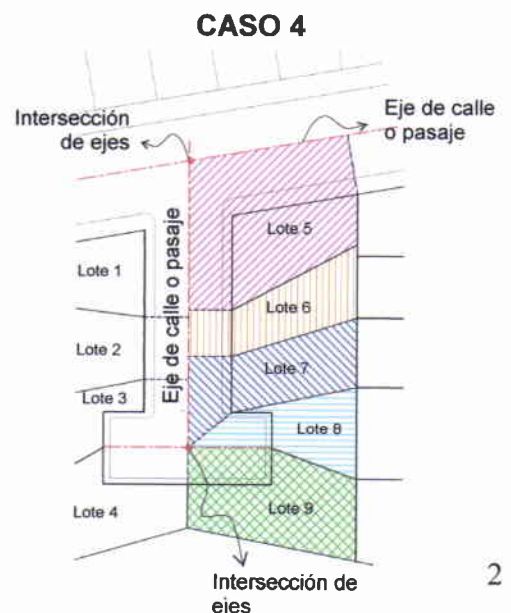 CASO 4
Intersección
de ejes
Eje de calle
o pasaje
Eje de calle o pasaje
Lote 1
Lote 2
Lote 3
Lote 4
Lote 5
Lote 6
Lote 7
Lote 8
Lote 9
Intersección de
ejes
2